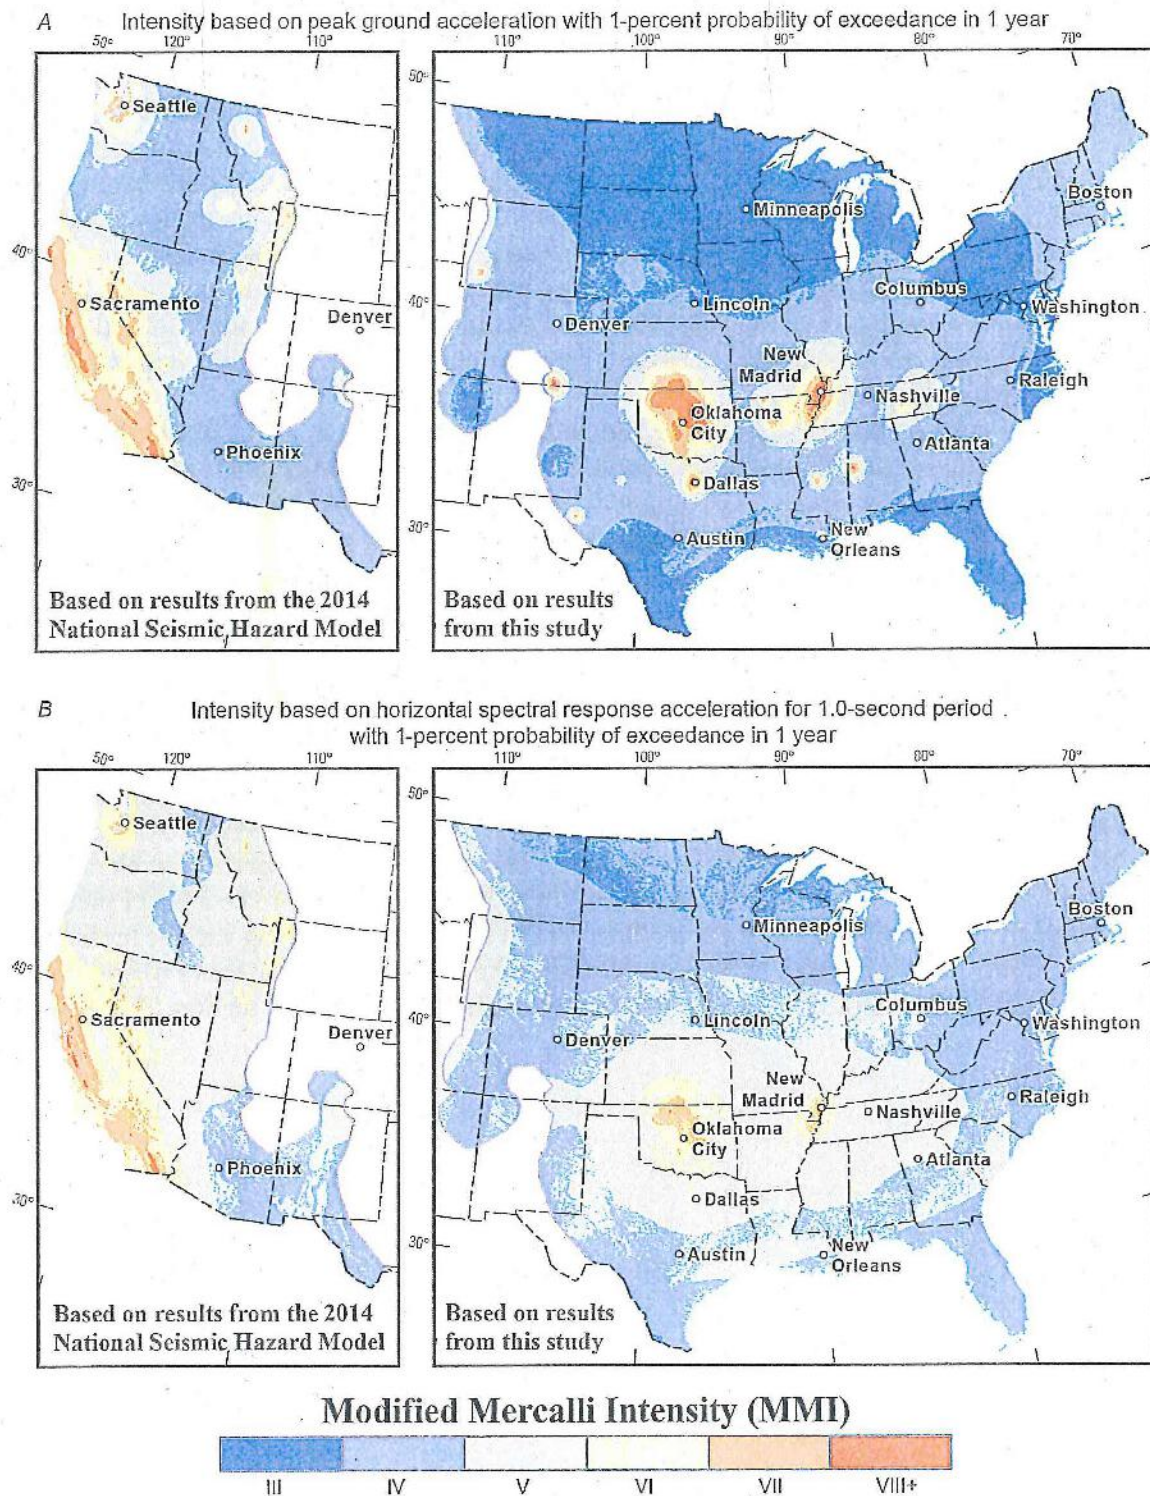 A
Intensity based on peak ground acceleration with 1-percent probability of exceedance in 1 year
50° 120° 110°
110° 100° 90° 80° 70°
50°
40°
30°
40°
30°
Seattle
Sacramento
Denver
Phoenix
Based on results from the 2014
National Seismic Hazard Model
Minneapolis
Boston
Lincoln
Columbus
Washington
Denver
New
Madrid
Raleigh
Nashville
Oklahoma
City
Atlanta
Dallas
Austin
New
Orleans
Based on results
from this study
B
Intensity based on horizontal spectral response acceleration for 1.0-second period
with 1-percent probability of exceedance in 1 year
50° 120° 110°
110° 100° 90° 80° 70°
50°
40°
30°
40°
30°
Seattle
Sacramento
Denver
Phoenix
Based on results from the 2014
National Seismic Hazard Model
Minneapolis
Boston
Columbus
Lincoln
Washington
Denver
New
Madrid
Raleigh
Nashville
Oklahoma
City
Atlanta
Dallas
Austin
New
Orleans
Based on results
from this study
Modified Mercalli Intensity (MMI)
III IV V VI VII VIII+